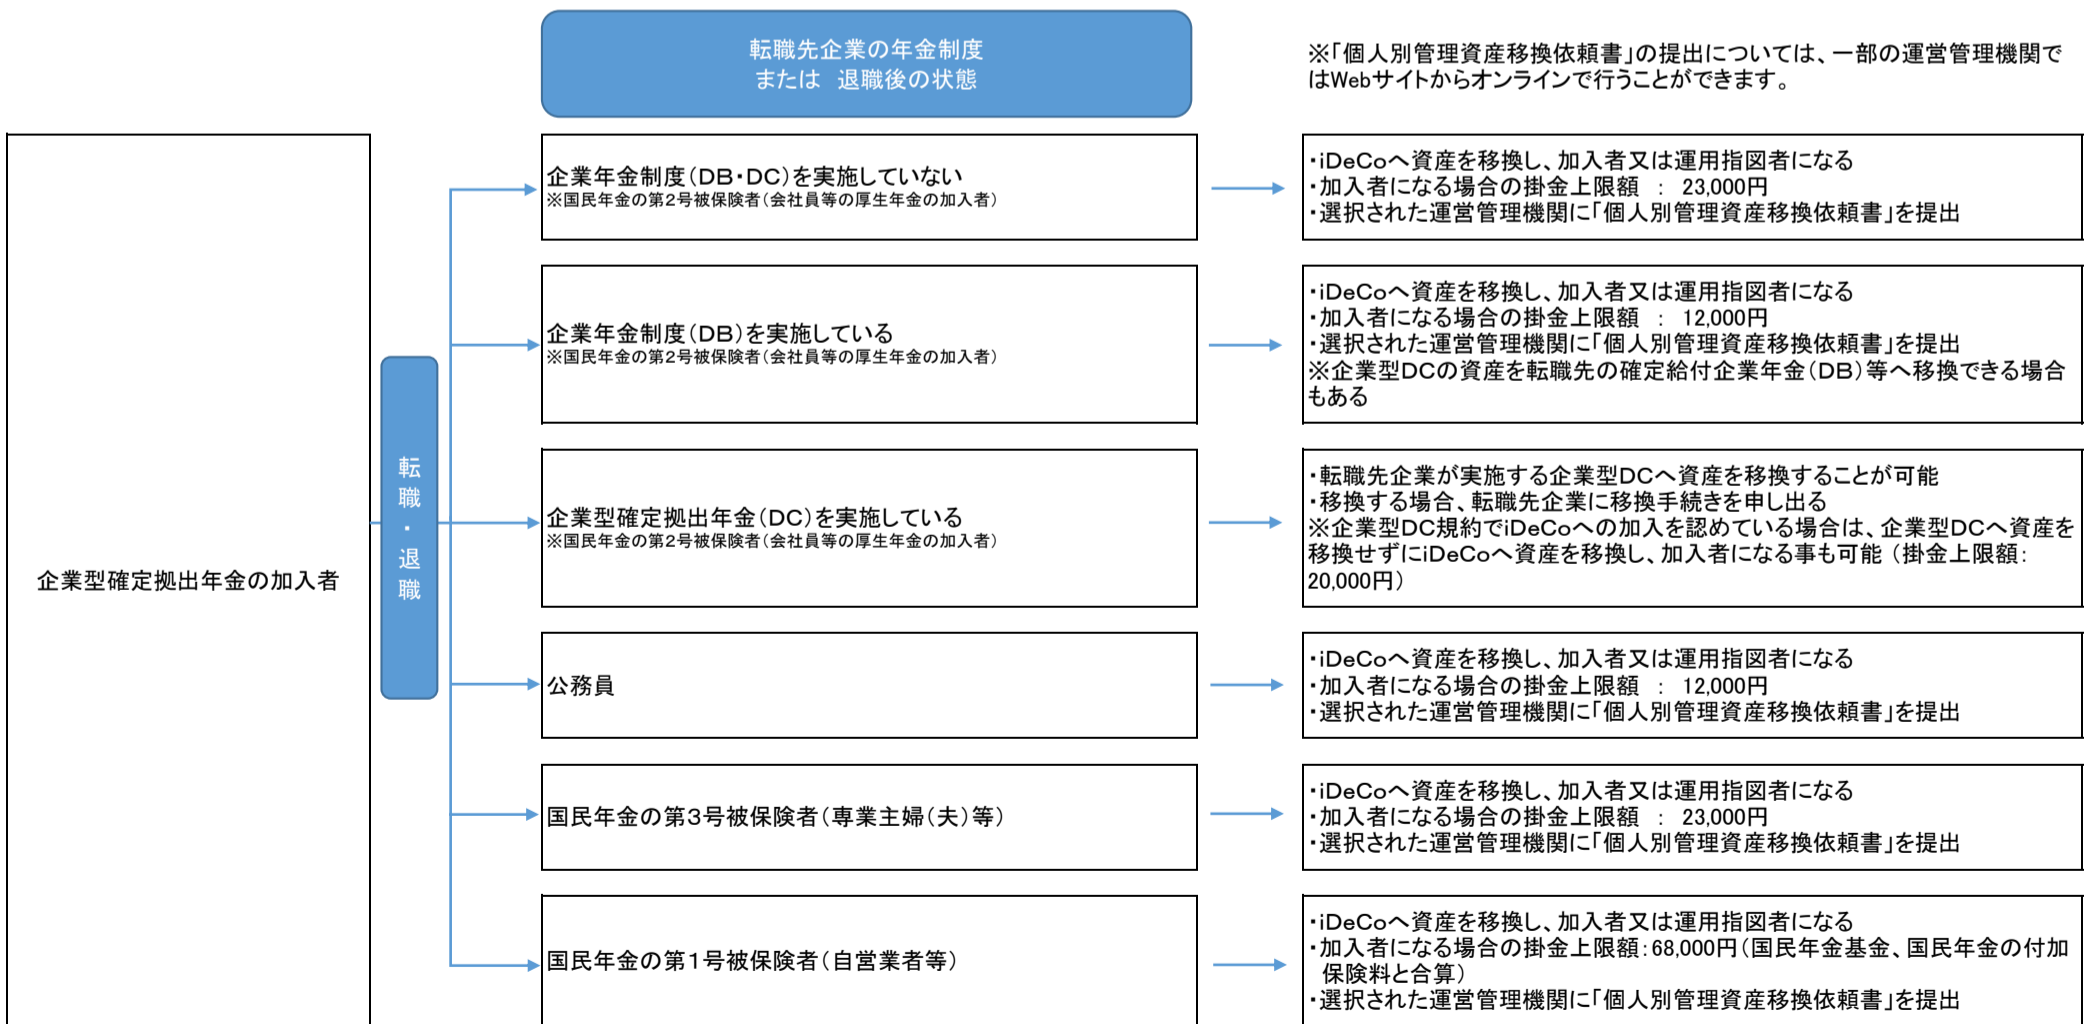 転職先企業の年金制度
または　退職後の状態
※「個人別管理資産移換依頼書」の提出については、一部の運営管理機関で
はWebサイトからオンラインで行うことができます。
企業型確定拠出年金の加入者
転職・退職
企業年金制度（DB・DC）を実施していない
※国民年金の第2号被保険者（会社員等の厚生年金の加入者）
・iDeCoへ資産を移換し、加入者又は運用指図者になる
・加入者になる場合の掛金上限額　：　23,000円
・選択された運営管理機関に「個人別管理資産移換依頼書」を提出
企業年金制度（DB）を実施している
※国民年金の第2号被保険者（会社員等の厚生年金の加入者）
・iDeCoへ資産を移換し、加入者又は運用指図者になる
・加入者になる場合の掛金上限額　：　12,000円
・選択された運営管理機関に「個人別管理資産移換依頼書」を提出
※企業型DCの資産を転職先の確定給付企業年金（DB）等へ移換できる場合
もある
企業型確定拠出年金（DC）を実施している
※国民年金の第2号被保険者（会社員等の厚生年金の加入者）
・転職先企業が実施する企業型DCへ資産を移換することが可能
・移換する場合、転職先企業に移換手続きを申し出る
※企業型DC規約でiDeCoへの加入を認めている場合は、企業型DCへ資産を
移換せずにiDeCoへ資産を移換し、加入者になる事も可能（掛金上限額：
20,000円）
公務員
・iDeCoへ資産を移換し、加入者又は運用指図者になる
・加入者になる場合の掛金上限額　：　12,000円
・選択された運営管理機関に「個人別管理資産移換依頼書」を提出
国民年金の第3号被保険者（専業主婦（夫）等）
・iDeCoへ資産を移換し、加入者又は運用指図者になる
・加入者になる場合の掛金上限額　：　23,000円
・選択された運営管理機関に「個人別管理資産移換依頼書」を提出
国民年金の第1号被保険者（自営業者等）
・iDeCoへ資産を移換し、加入者又は運用指図者になる
・加入者になる場合の掛金上限額：68,000円（国民年金基金、国民年金の付加
保険料と合算）
・選択された運営管理機関に「個人別管理資産移換依頼書」を提出